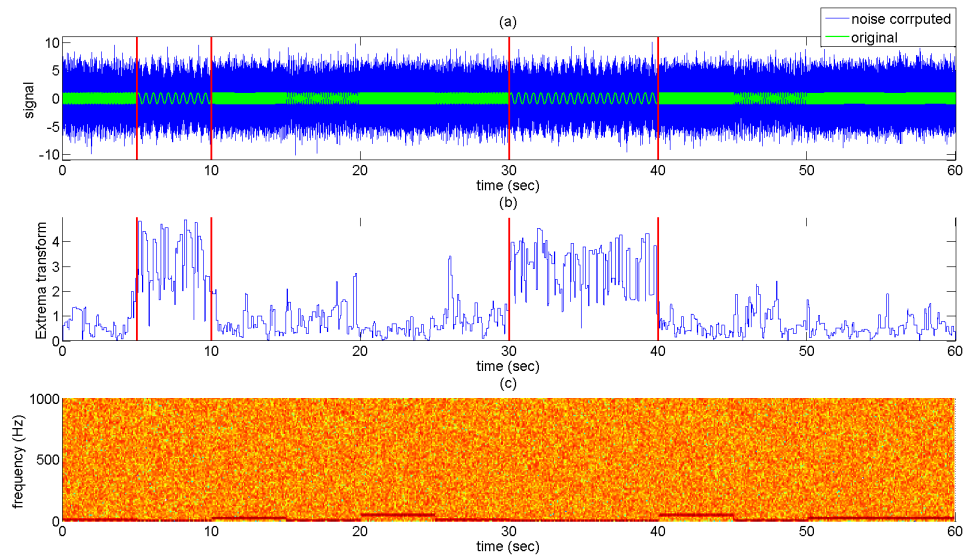 (a)
noise corrputed
original
signal
10
5
0
-5
-10
0 10 20 30 40 50 60
time (sec)
(b)
Extrema transform
4
3
2
1
0
0 10 20 30 40 50 60
time (sec)
(c)
frequency (Hz)
1000
500
0
0 10 20 30 40 50 60
time (sec)